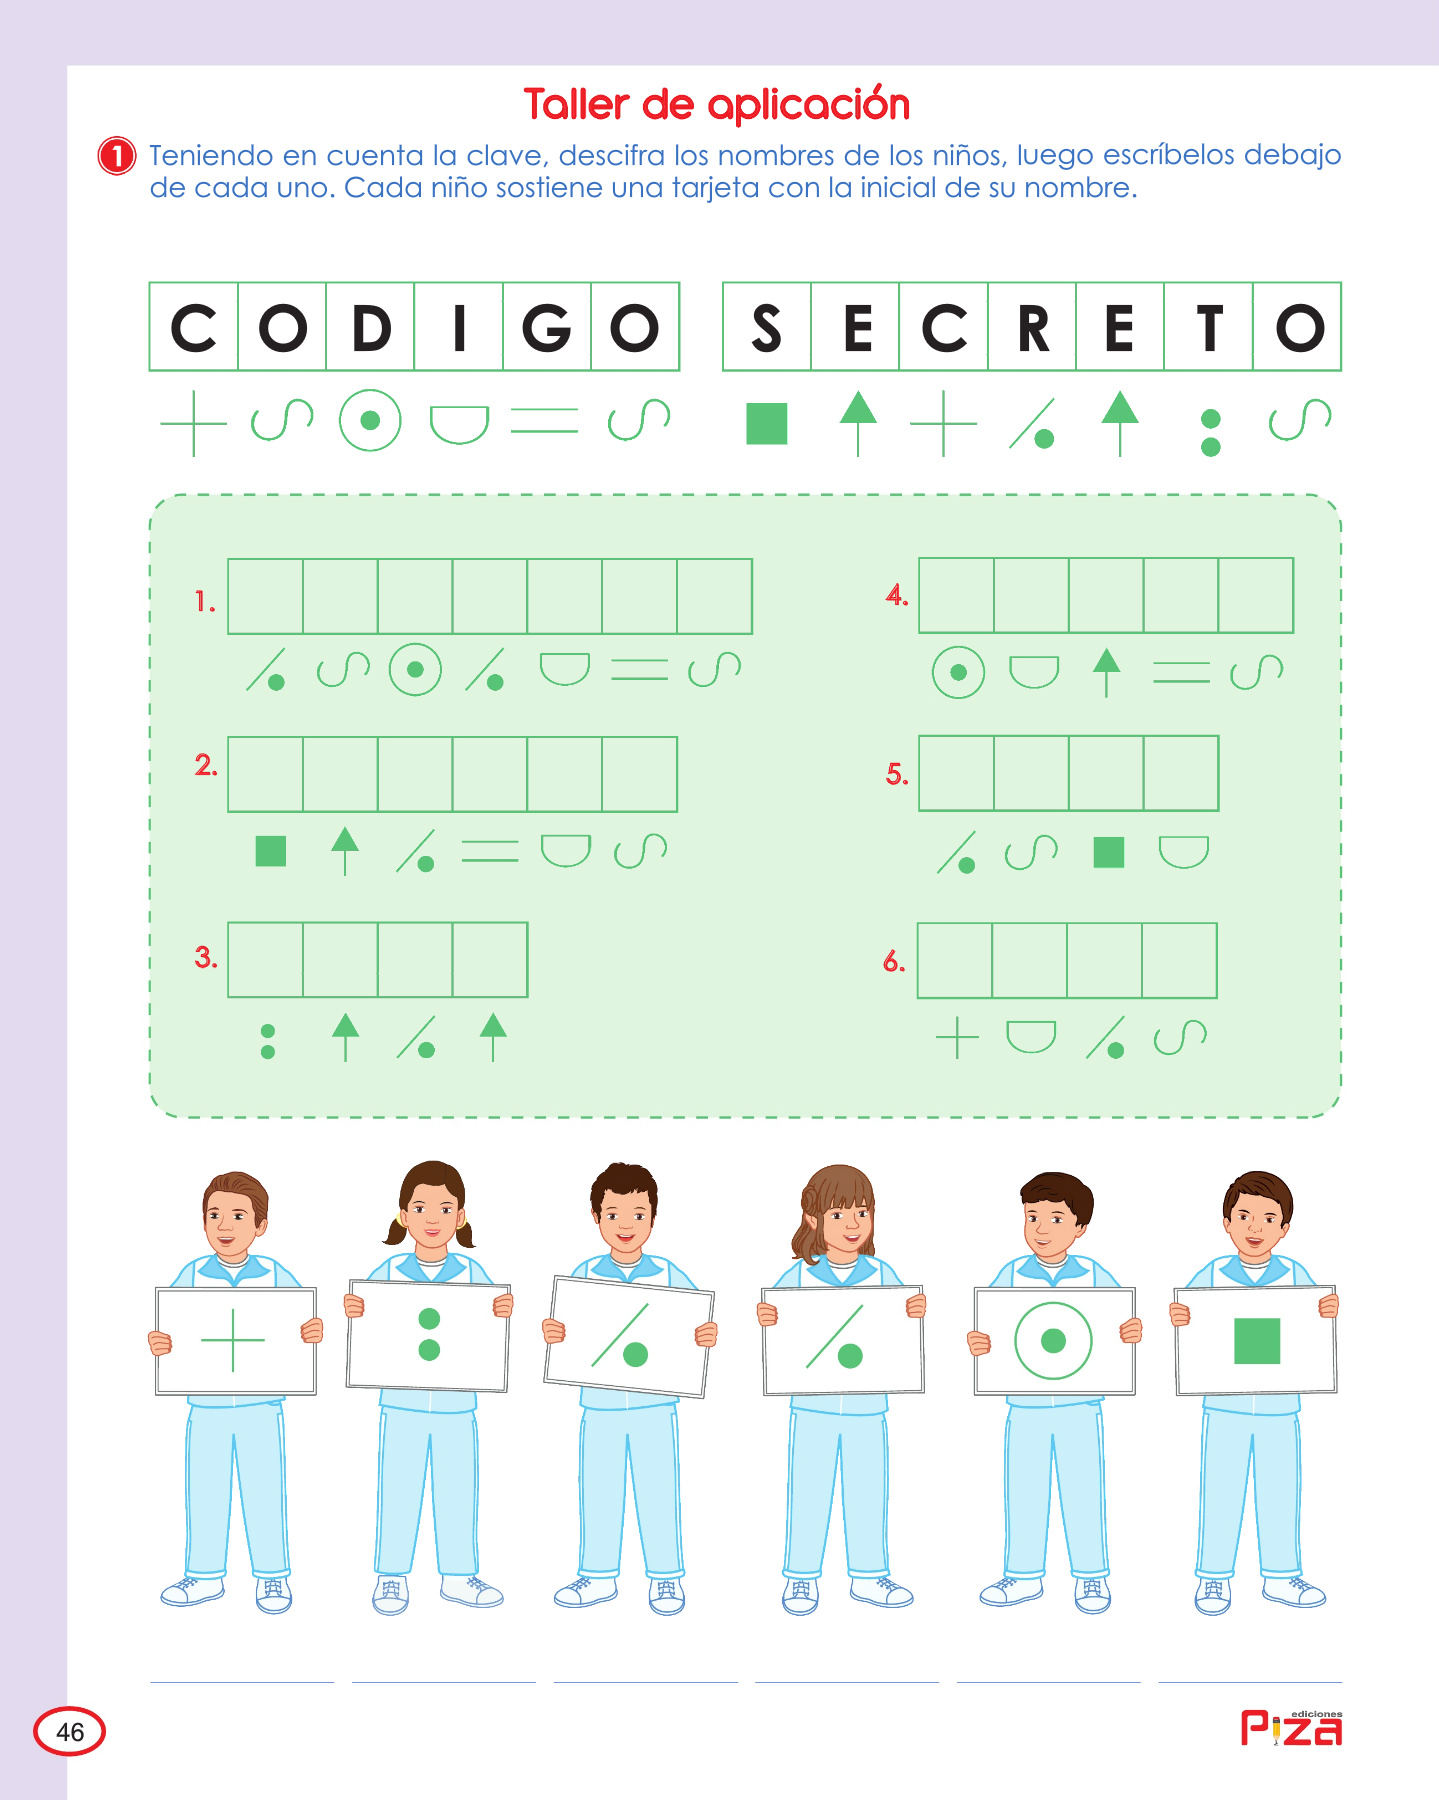 Taller de aplicación
1 Teniendo en cuenta la clave, descifra los nombres de los niños, luego escríbelos debajo
de cada uno. Cada niño sostiene una tarjeta con la inicial de su nombre.
C O D I G O S E C R E T O
1.
4.
2.
5.
3.
6.
46
ediciones
Piza